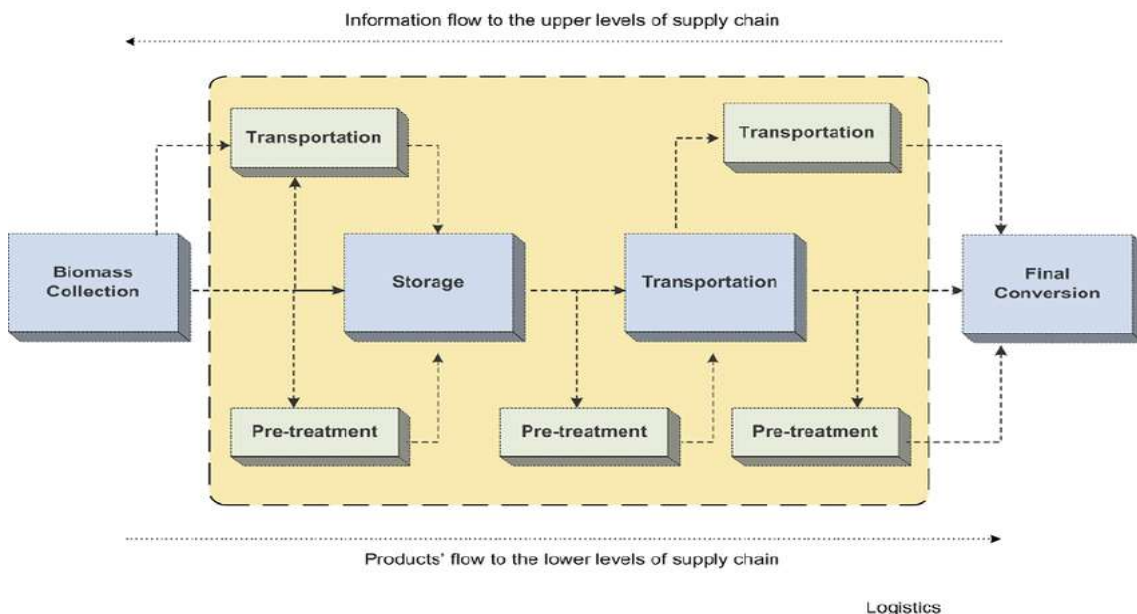 Information flow to the upper levels of supply chain
Transportation
Transportation
Biomass
Collection
Storage
Transportation
Final
Conversion
Pre-treatment
Pre-treatment
Pre-treatment
Products' flow to the lower levels of supply chain
Logistics